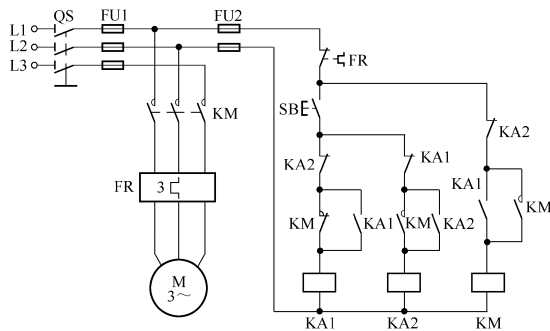 QS FU1 FU2
L1
L2
L3
FR
SB
KM
KA2
KA2 KA1
FR 3
KA1
KM KA1 KM KA2 KM
M
3~
KA1 KA2 KM